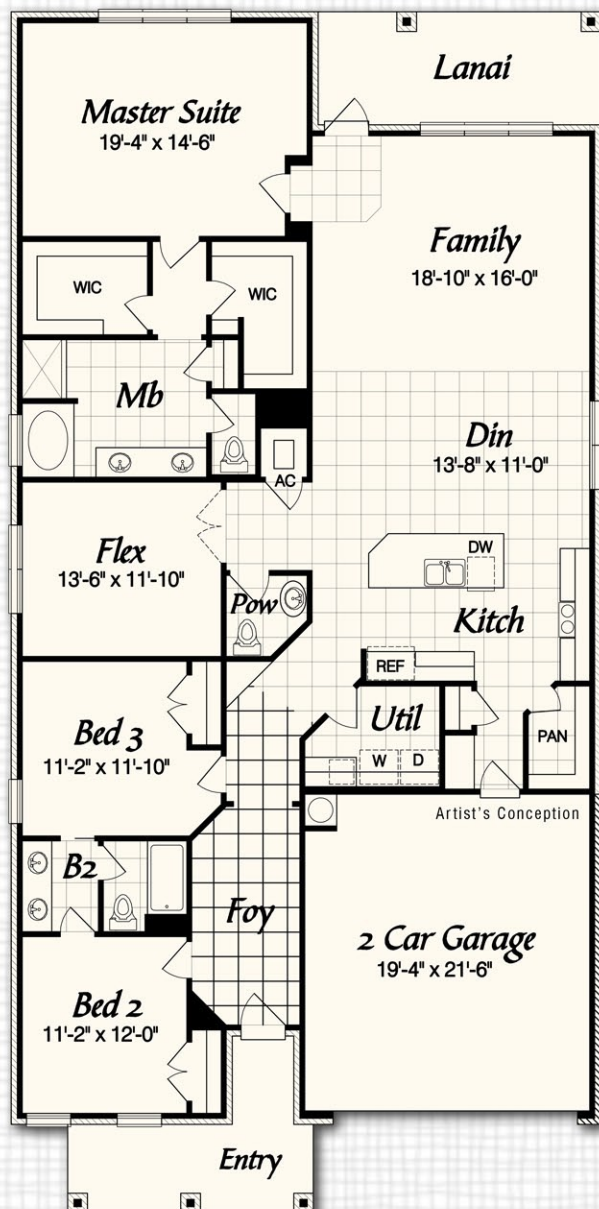 Lanai
Master Suite
19'-4" x 14'-6"
Family
18'-10" x 16'-0"
WIC
WIC
Mb
Din
13'-8" x 11'-0"
AC
Flex
13'-6" x 11'-10"
DW
Pow
Kitch
REF
Bed 3
11'-2" x 11'-10"
Util
PAN
W
D
Artist's Conception
B2
Foy
2 Car Garage
19'-4" x 21'-6"
Bed 2
11'-2" x 12'-0"
Entry